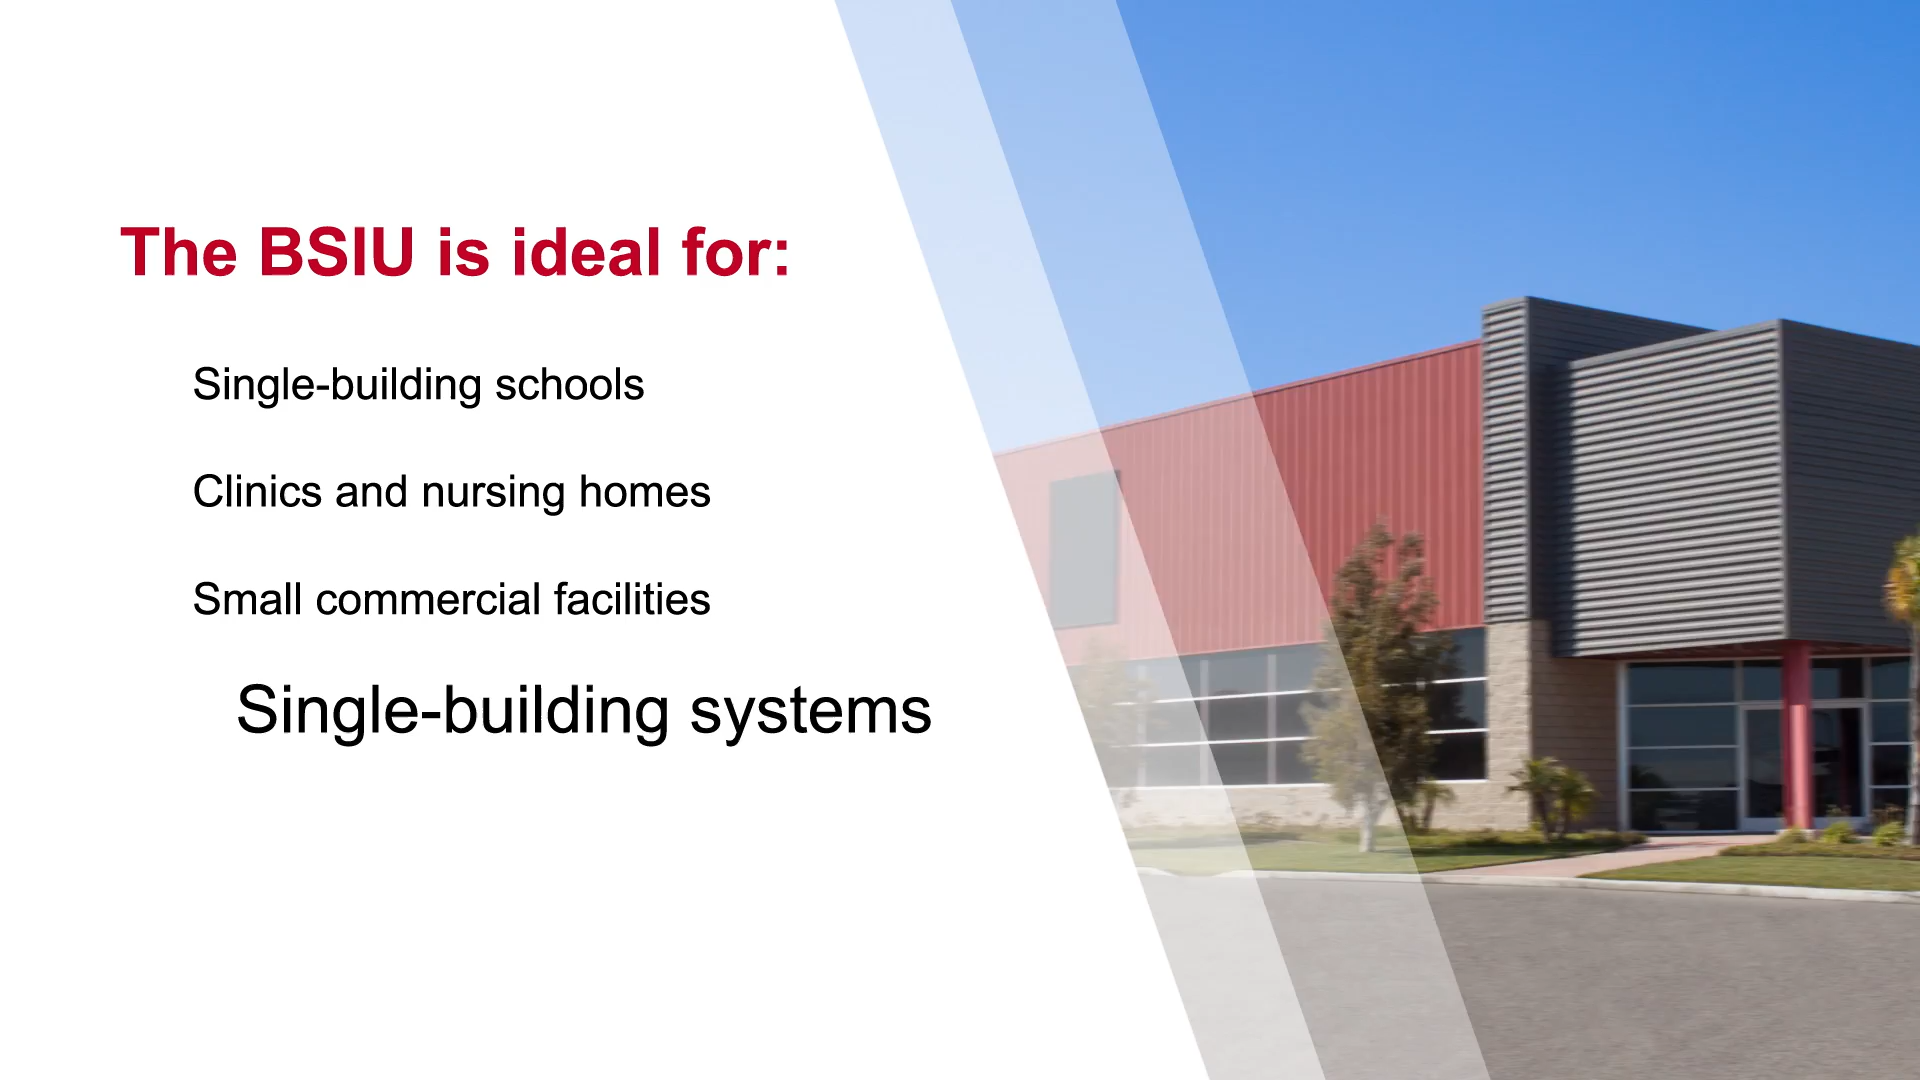 The BSIU is ideal for:
Single-building schools
Clinics and nursing homes
Small commercial facilities
Single-building systems